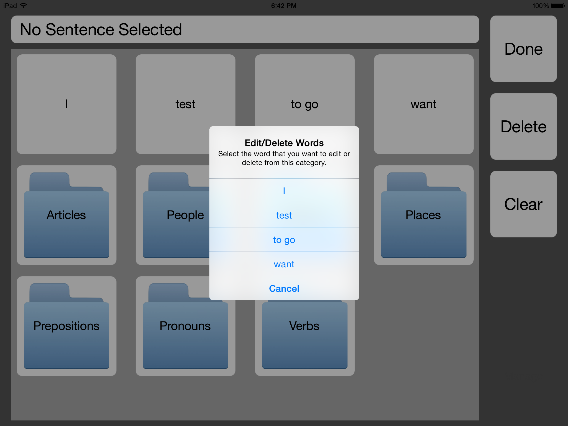 iPad 6:42 PM 100%
No Sentence Selected
Done
I test to go want
Edit/Delete Words
Select the word that you want to edit or
delete from this category.
I
test
to go
want
Cancel
Delete
Articles People Places
Clear
Prepositions Pronouns Verbs